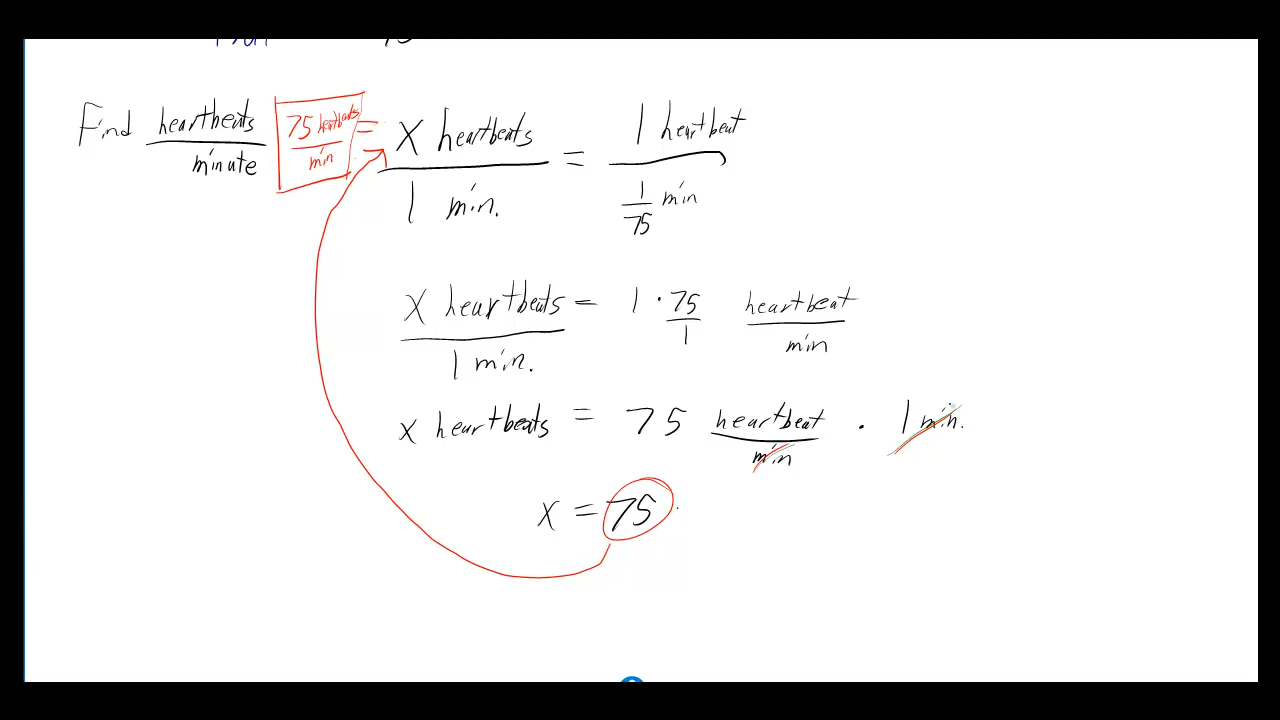 Find heartbeats/minute 75 heartbeats/min = x heartbeats/1 min. = 1 heartbeat/(1/75) min
x heartbeats/1 min. = 1 · 75/1 heartbeat/min
x heartbeats = 75 heartbeat/min · 1 min.
x = 75